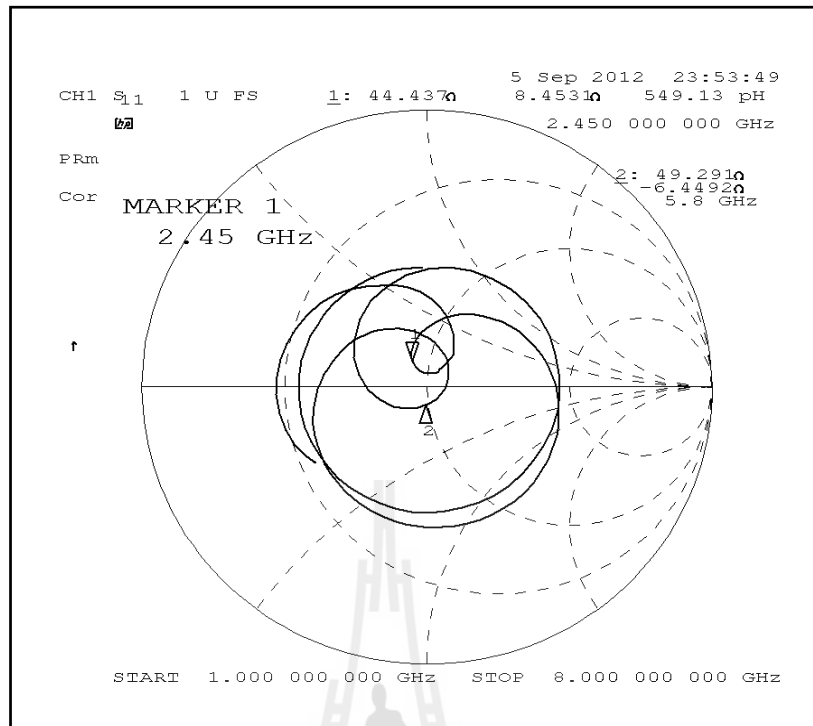 5 Sep 2012 23:53:49
CH1 S11 1 U FS 1: 44.437Ω 8.4531Ω 549.13 pH
hp
2.450 000 000 GHz
PRm
2: 49.291Ω
-6.4492Ω
5.8 GHz
Cor
MARKER 1
2.45 GHz
1
2
START 1.000 000 000 GHz STOP 8.000 000 000 GHz